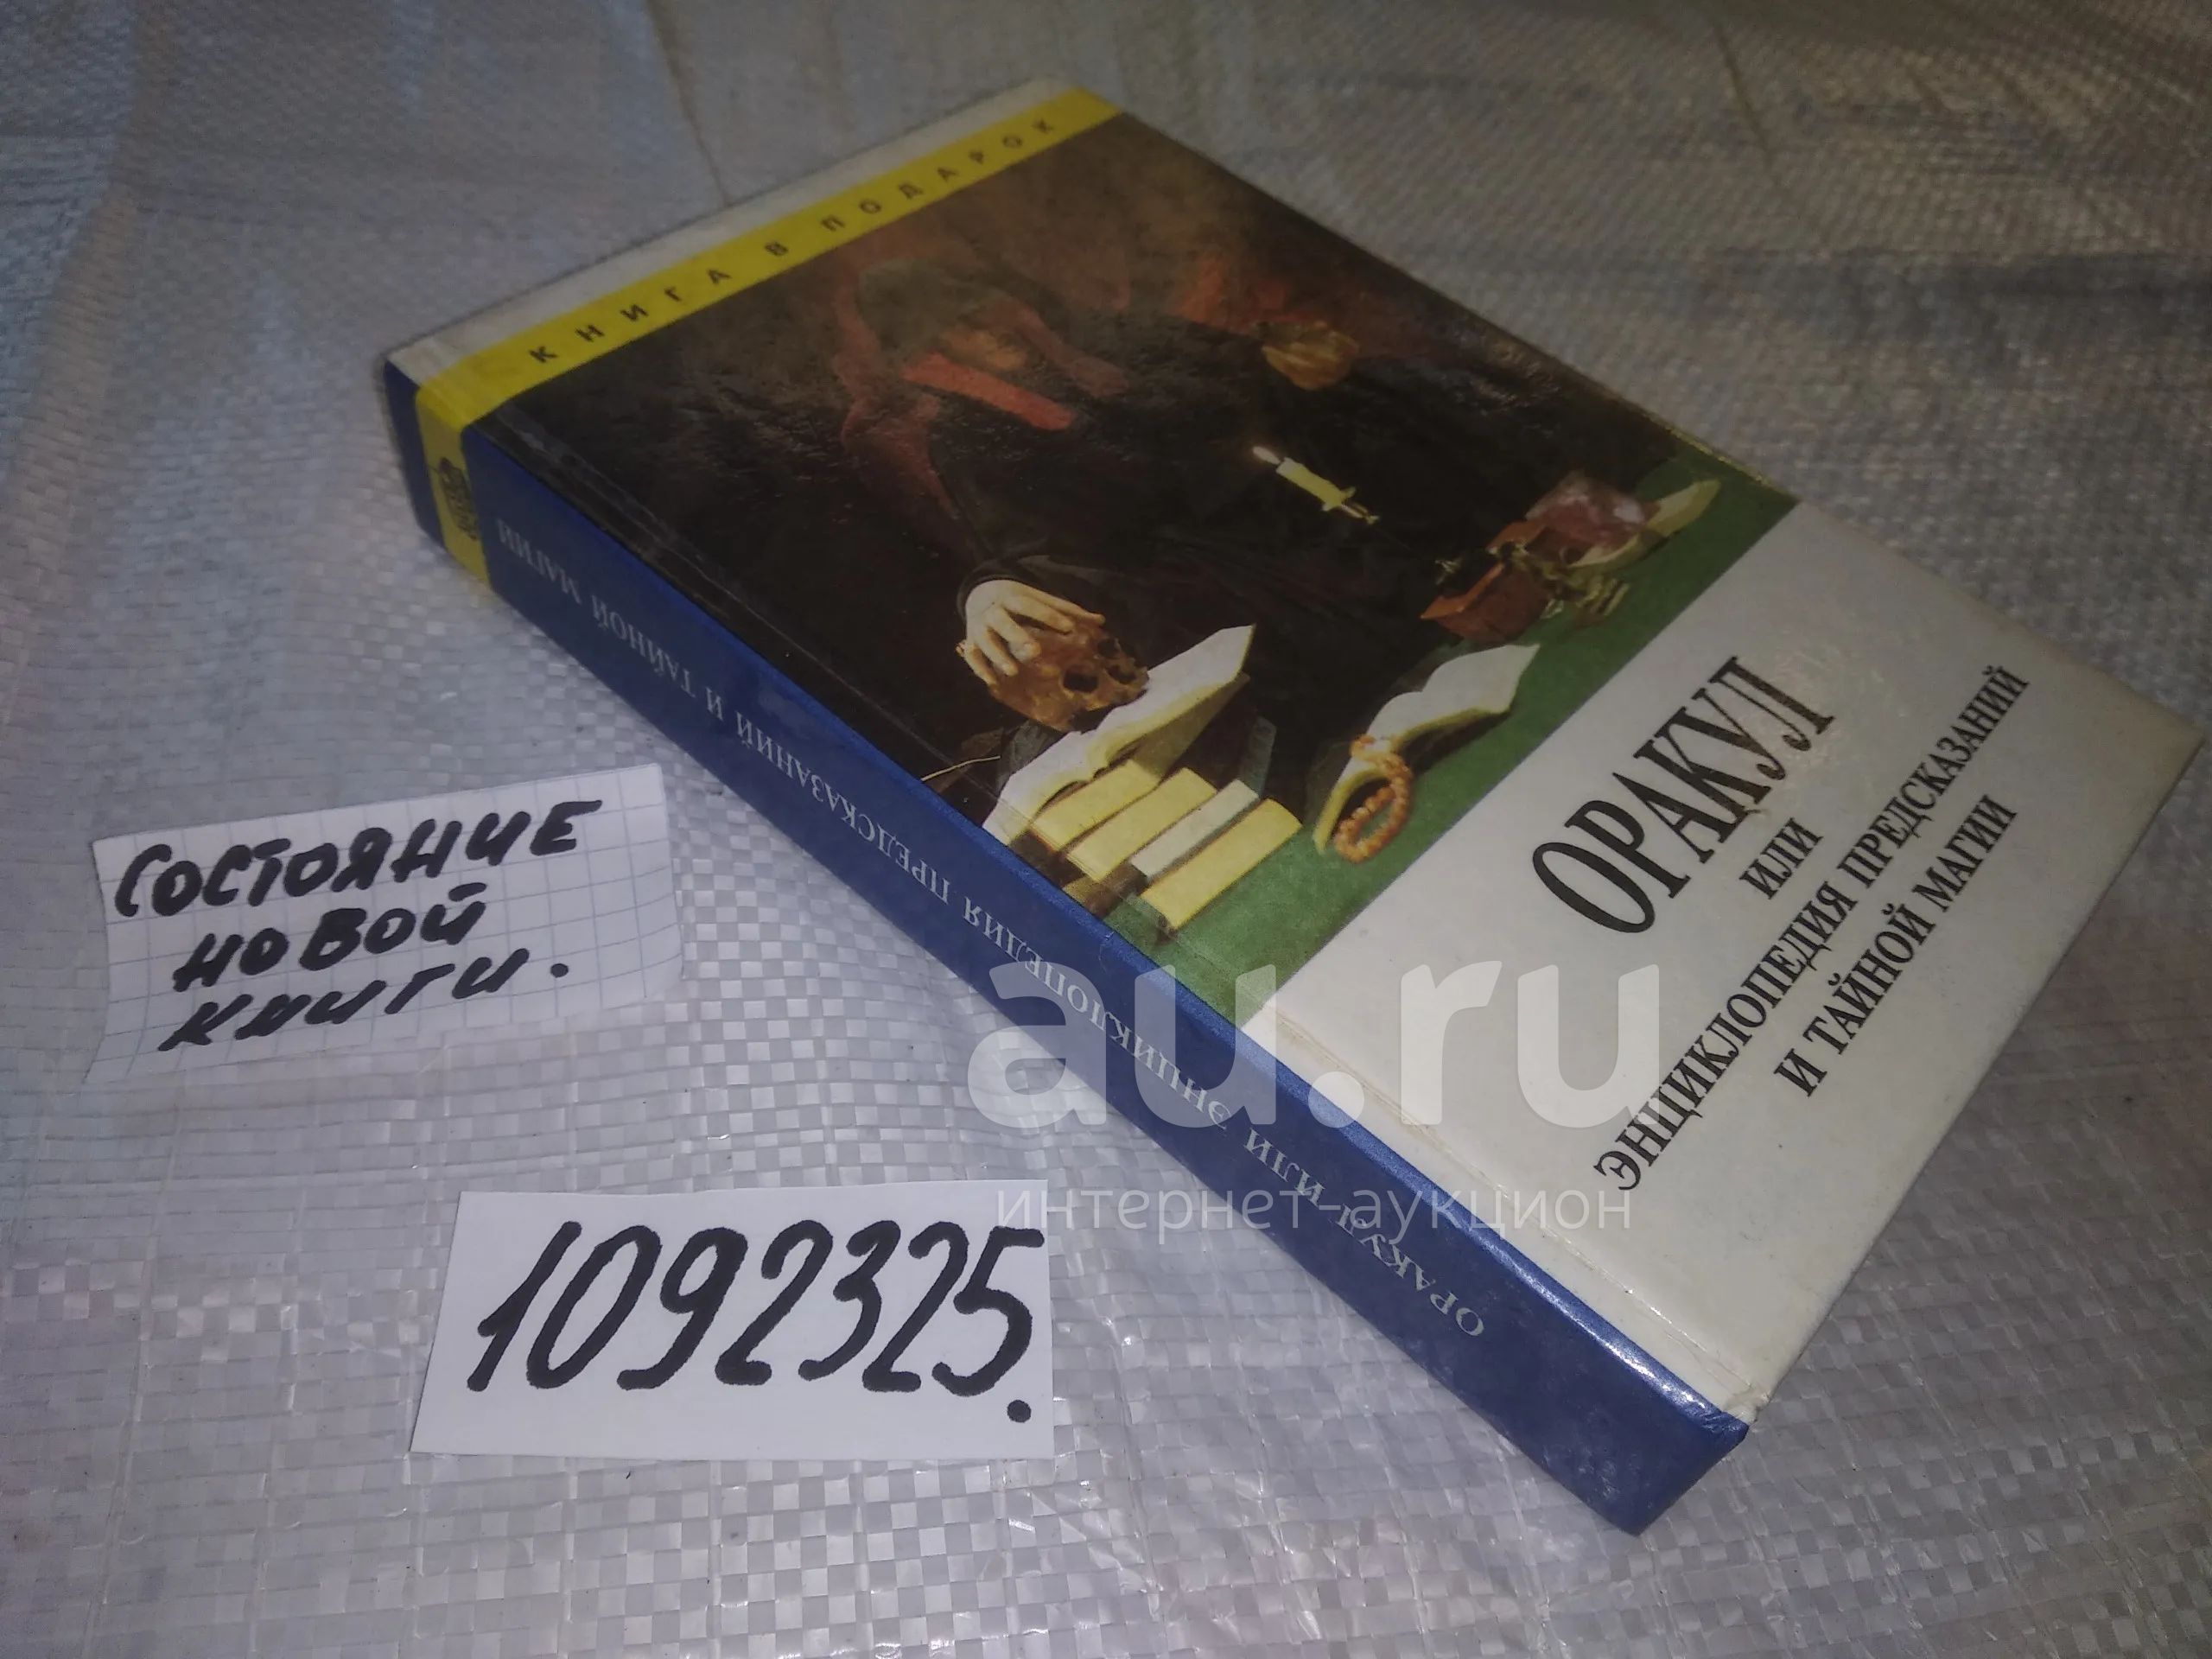 КНИГА В ПОДАРОК
ОРАКУЛ
ИЛИ
ЭНЦИКЛОПЕДИЯ ПРЕДСКАЗАНИЙ
И ТАЙНОЙ МАГИИ
ОРАКУЛ ИЛИ ЭНЦИКЛОПЕДИЯ ПРЕДСКАЗАНИЙ И ТАЙНОЙ МАГИИ
СОСТОЯНИЕ
НОВОЙ
КНИГИ.
1092325.
au.ru
интернет-аукцион